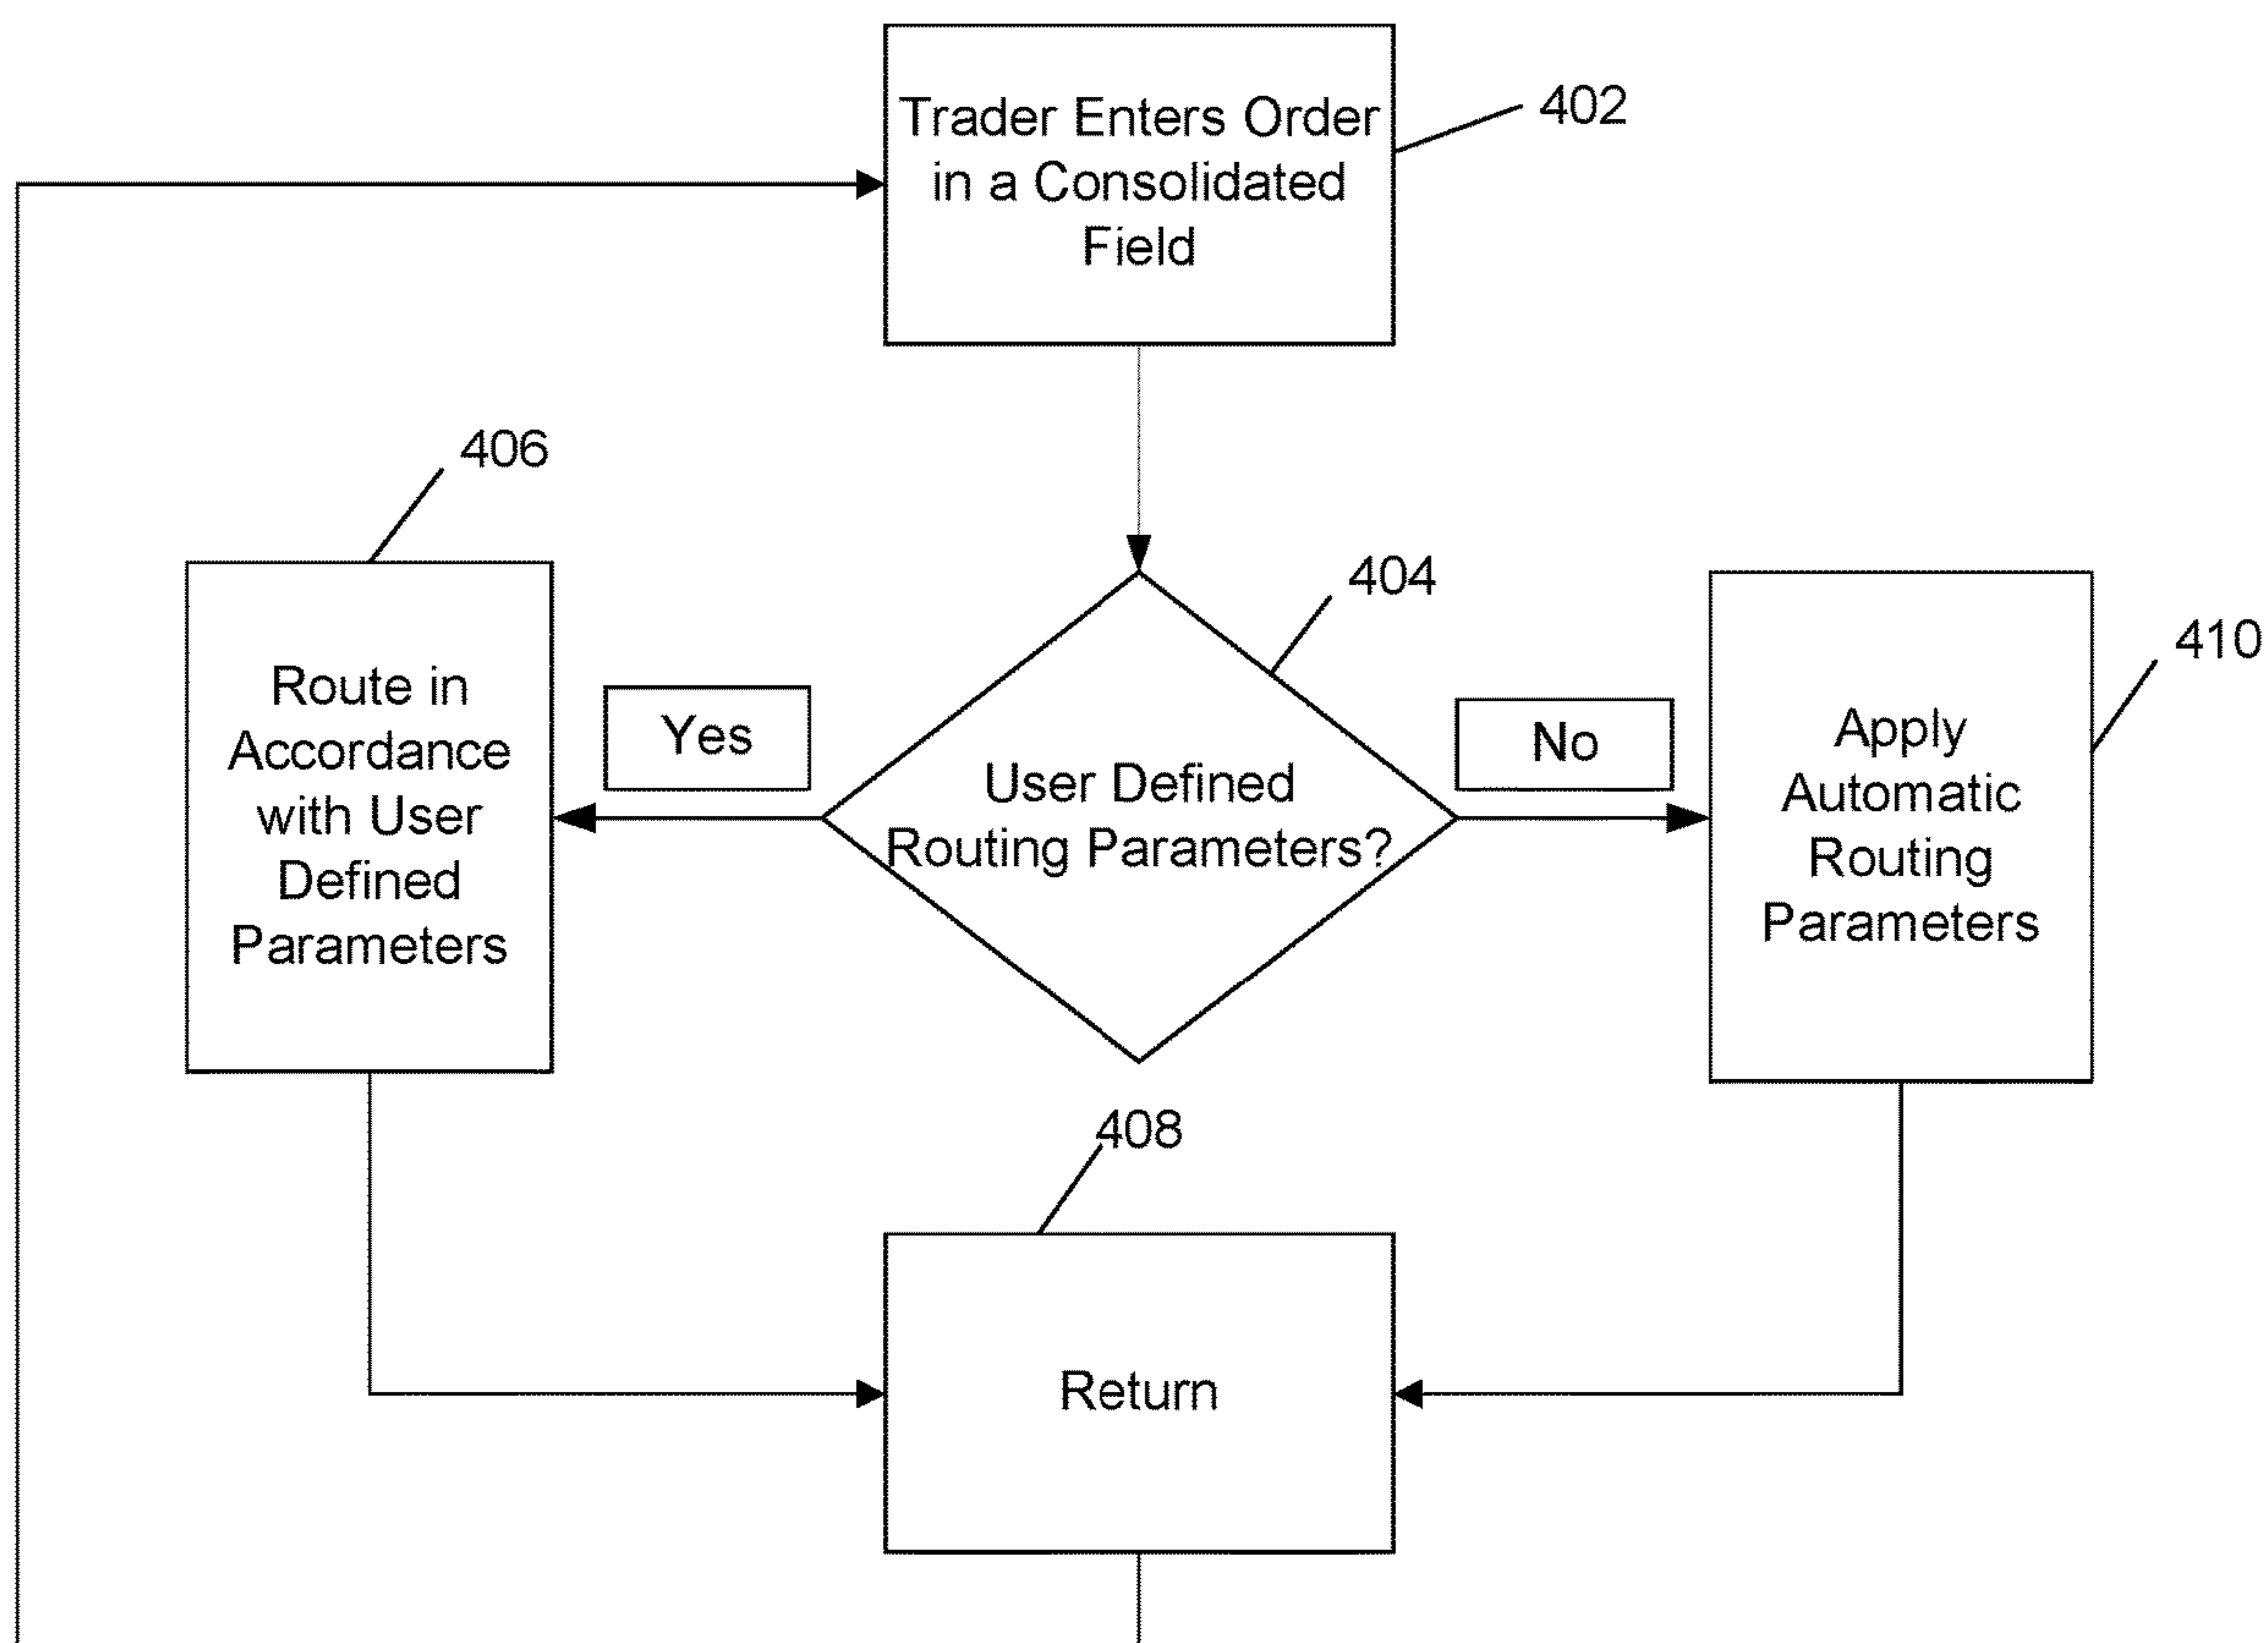 Trader Enters Order
in a Consolidated
Field
402
406
404
410
Route in
Accordance
with User
Defined
Parameters
Yes
User Defined
Routing Parameters?
No
Apply
Automatic
Routing
Parameters
408
Return